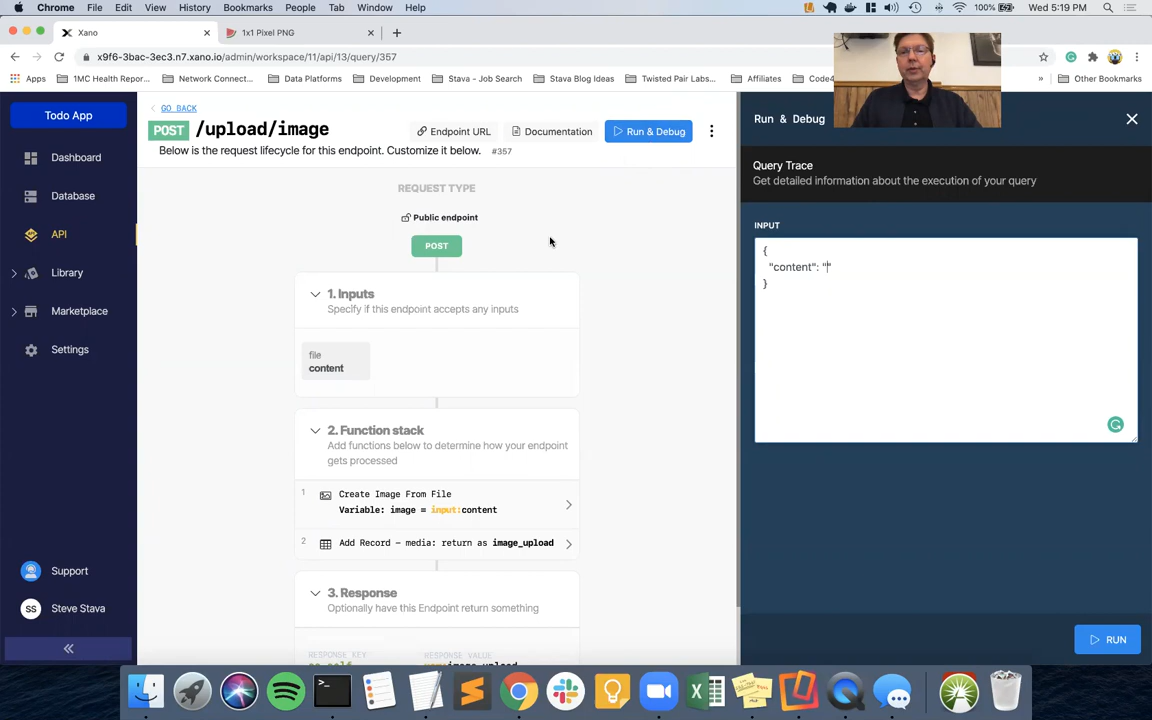 Chrome File Edit View History Bookmarks People Tab Window Help
100% Wed 5:19 PM
Xano
1x1 Pixel PNG
x9f6-3bac-3ec3.n7.xano.io/admin/workspace/11/api/13/query/357
Apps 1MC Health Repor... Network Connect... Data Platforms Development Stava - Job Search Stava Blog Ideas Twisted Pair Labs... Affiliates Code4 » Other Bookmarks
Todo App
Dashboard
Database
API
Library
Marketplace
Settings
Support
SS Steve Stava
GO BACK
POST /upload/image
Endpoint URL Documentation Run & Debug
Below is the request lifecycle for this endpoint. Customize it below. #357
REQUEST TYPE
Public endpoint
POST
1. Inputs
Specify if this endpoint accepts any inputs
file
content
2. Function stack
Add functions below to determine how your endpoint
gets processed
1 Create Image From File
Variable: image = input:content
2 Add Record – media: return as image_upload
3. Response
Optionally have this Endpoint return something
RESPONSE KEY RESPONSE VALUE
Run & Debug
Query Trace
Get detailed information about the execution of your query
INPUT
{
"content": ""
}
RUN